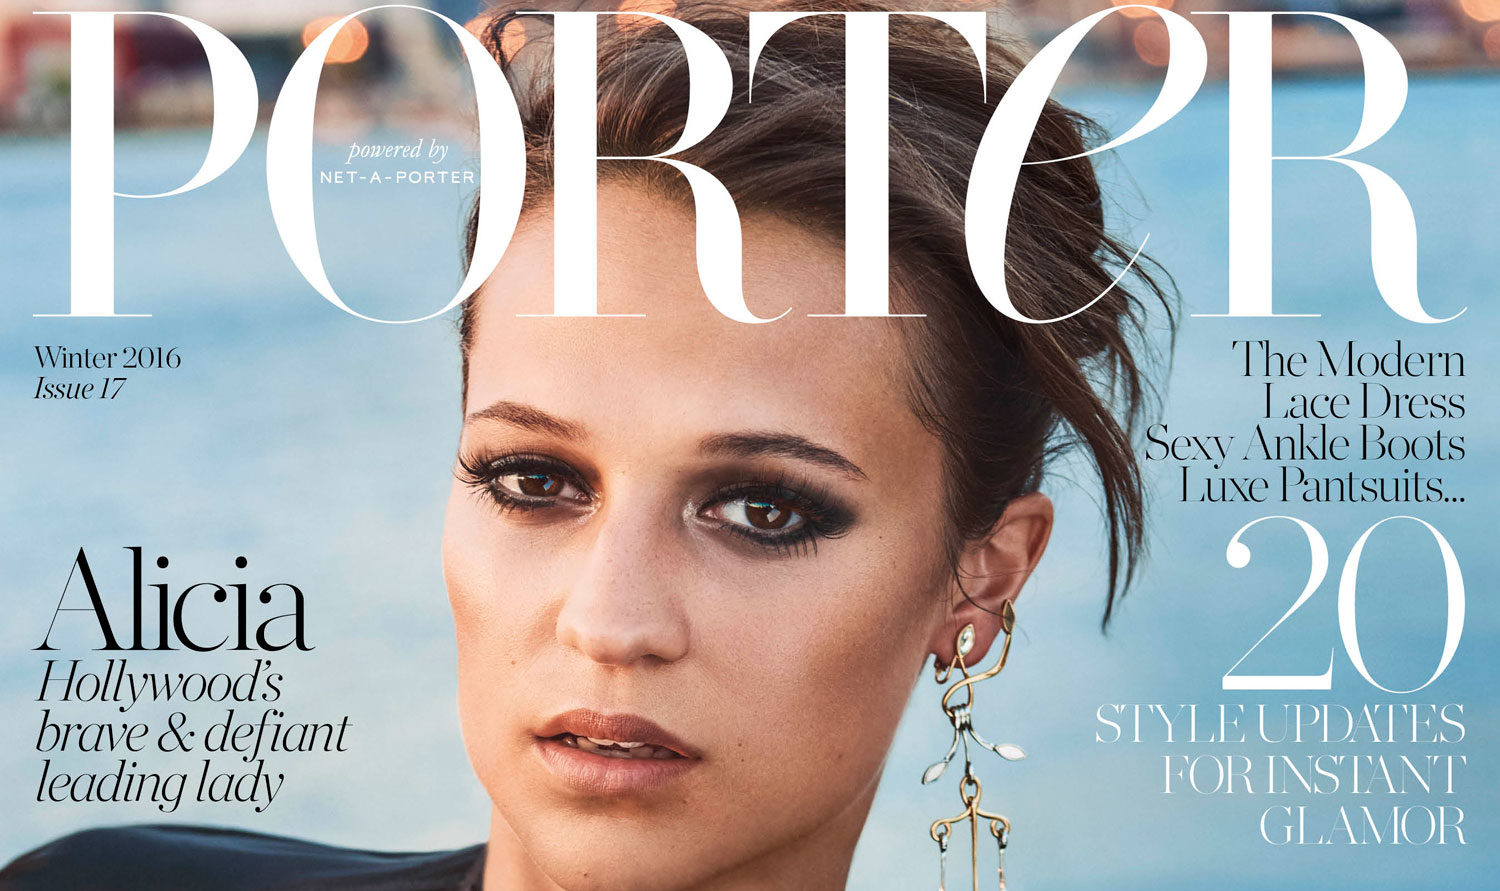 PORTER
powered by
NET-A-PORTER
Winter 2016
Issue 17
The Modern
Lace Dress
Sexy Ankle Boots
Luxe Pantsuits...
20
STYLE UPDATES
FOR INSTANT
GLAMOR
Alicia
Hollywood's
brave & defiant
leading lady